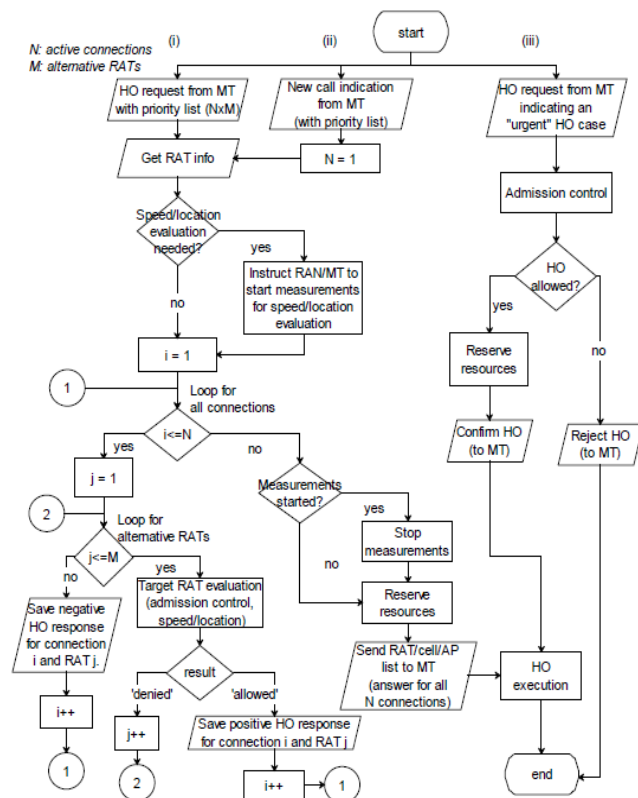 start
(i)
(ii)
(iii)
N: active connections
M: alternative RATs
HO request from MT
with priority list (NxM)
New call indication
from MT
(with priority list)
HO request from MT
indicating an
"urgent" HO case
Get RAT info
N = 1
Admission control
Speed/location
evaluation
needed?
yes
no
Instruct RAN/MT to
start measurements
for speed/location
evaluation
HO
allowed?
yes
no
i = 1
Reserve
resources
1
Loop for
all connections
i<=N
yes
no
Confirm HO
(to MT)
Reject HO
(to MT)
j = 1
Measurements
started?
yes
no
Stop
measurements
2
Loop for
alternative RATs
j<=M
no
yes
Reserve
resources
Save negative
HO response
for connection
i and RAT j.
Target RAT evaluation
(admission control,
speed/location)
Send RAT/cell/AP
list to MT
(answer for all
N connections)
HO
execution
result
'denied'
'allowed'
i++
1
j++
2
Save positive HO response
for connection i and RAT j
i++
1
end